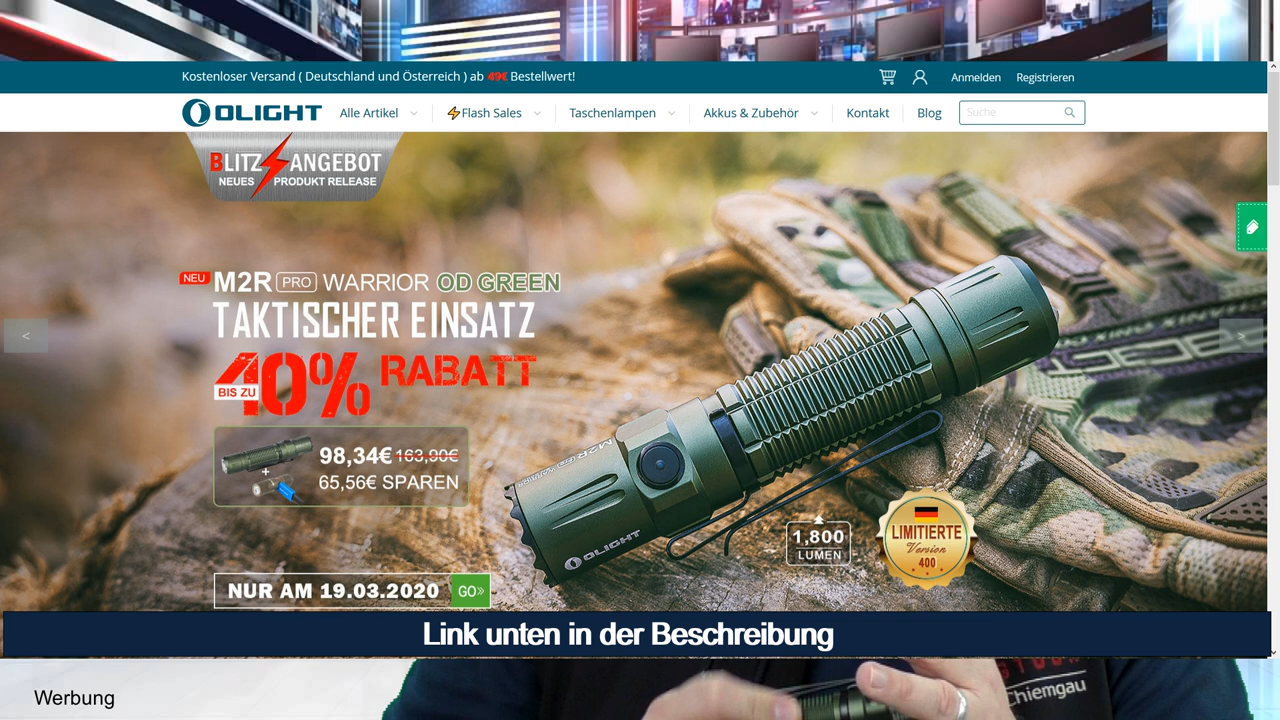 Kostenloser Versand ( Deutschland und Österreich ) ab 49€ Bestellwert!
Anmelden Registrieren
OLIGHT Alle Artikel Flash Sales Taschenlampen Akkus & Zubehör Kontakt Blog Suche
BLITZ ANGEBOT
NEUES PRODUKT RELEASE
NEU M2R PRO WARRIOR OD GREEN
TAKTISCHER EINSATZ
BIS ZU 40% RABATT
98,34€ 163,90€
65,56€ SPAREN
+
M2R
OLIGHT
1,800
LUMEN
LIMITIERTE
Version
400
NUR AM 19.03.2020 GO»
< >
Link unten in der Beschreibung
Werbung
Chiemgau